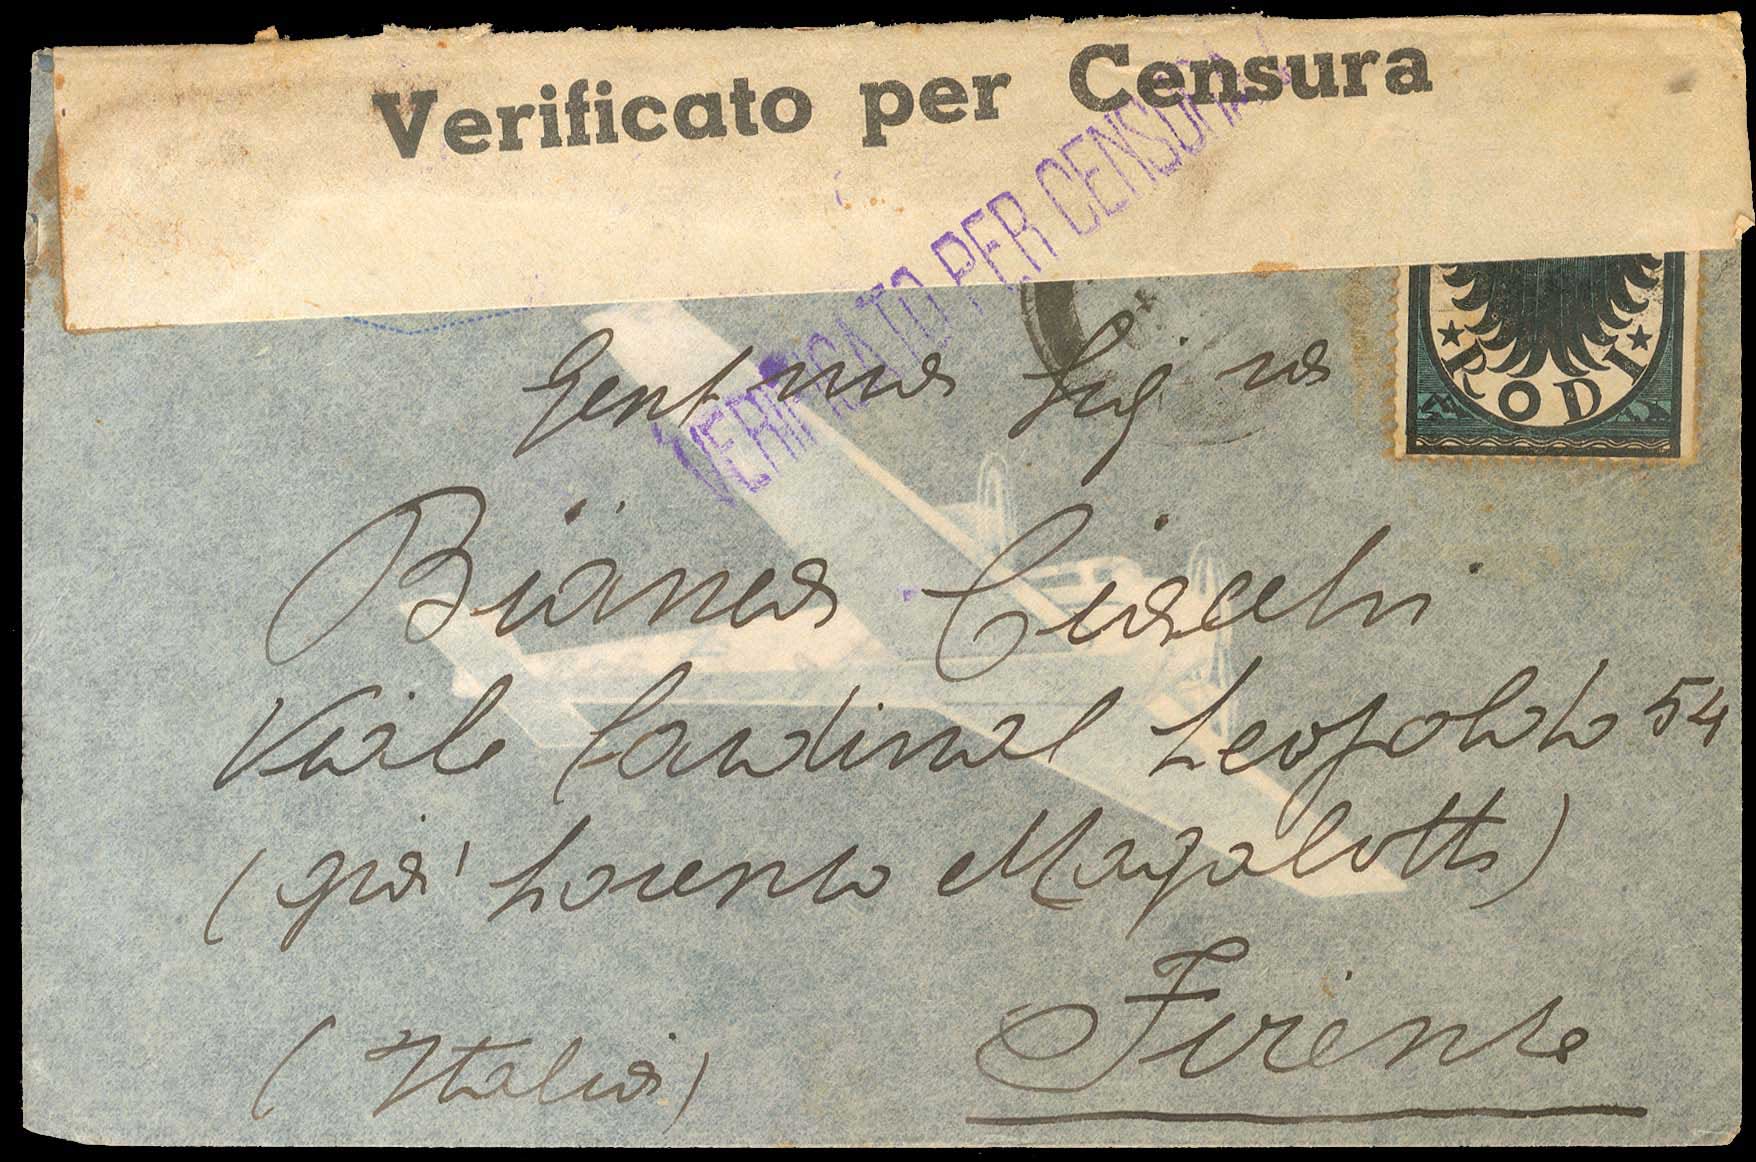 Verificato per Censura
VERIFICATO PER CENSURA
RODI
Gent ma Sig ra
Bianca Ciacchi
Viale Cardinal Leopoldo 54
(già Lorenzo Magalotti)
Firenze
(Italia)